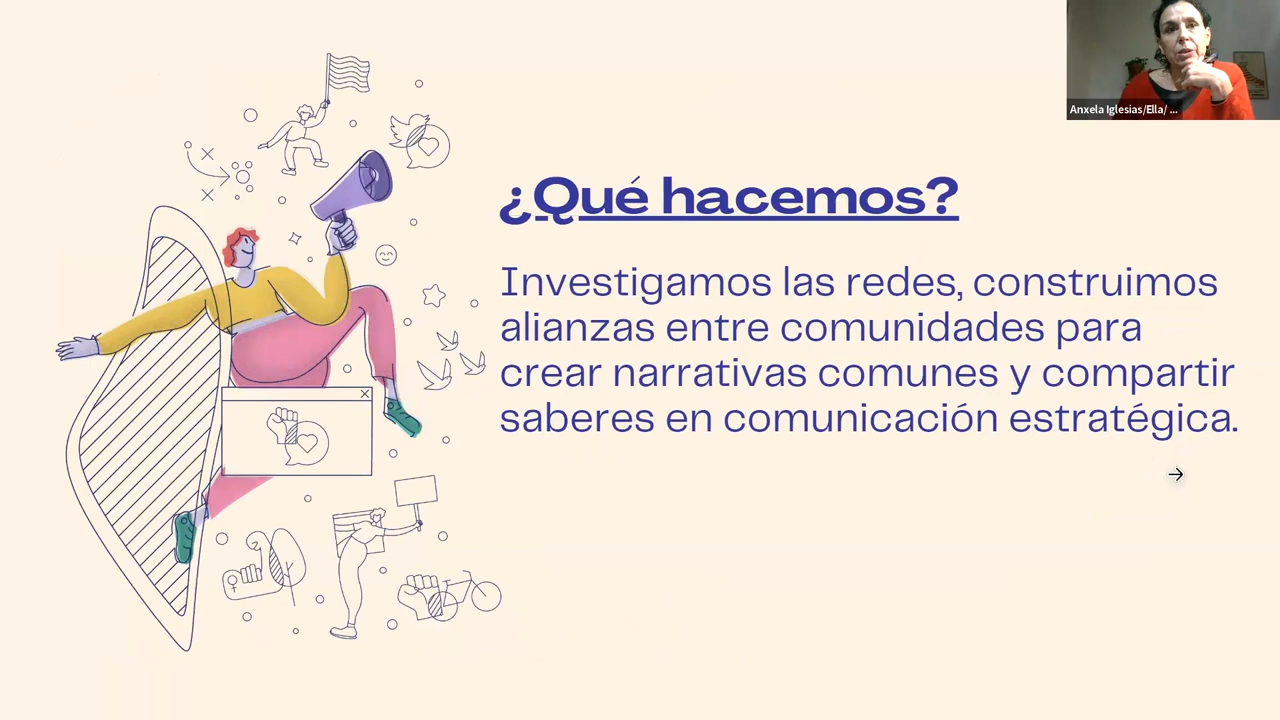 Anxela Iglesias/Ella/ ...
¿Qué hacemos?
Investigamos las redes, construimos
alianzas entre comunidades para
crear narrativas comunes y compartir
saberes en comunicación estratégica.